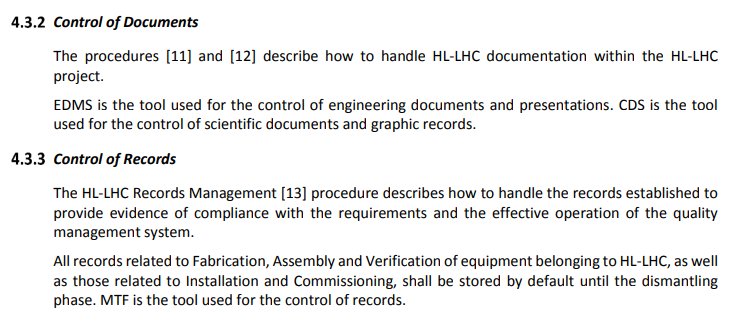 4.3.2 Control of Documents
The procedures [11] and [12] describe how to handle HL-LHC documentation within the HL-LHC
project.
EDMS is the tool used for the control of engineering documents and presentations. CDS is the tool
used for the control of scientific documents and graphic records.
4.3.3 Control of Records
The HL-LHC Records Management [13] procedure describes how to handle the records established to
provide evidence of compliance with the requirements and the effective operation of the quality
management system.
All records related to Fabrication, Assembly and Verification of equipment belonging to HL-LHC, as well
as those related to Installation and Commissioning, shall be stored by default until the dismantling
phase. MTF is the tool used for the control of records.